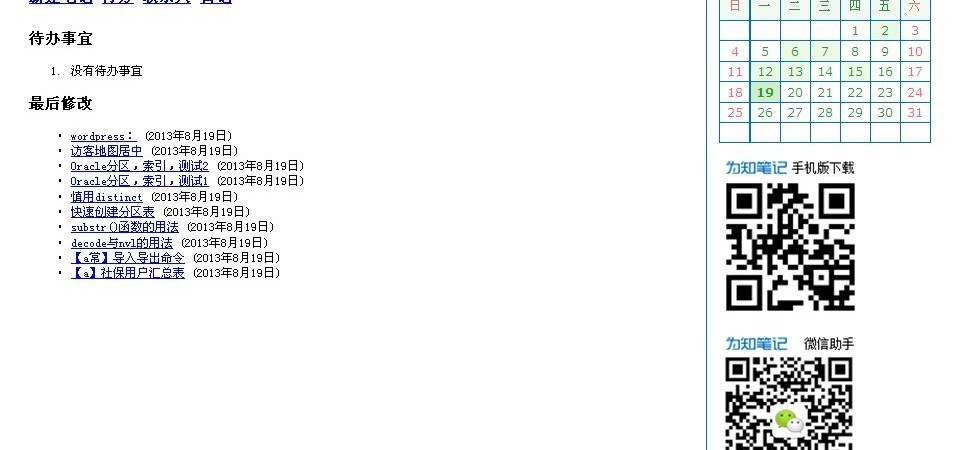 待办事宜
1. 没有待办事宜
最后修改
wordpress： (2013年8月19日)
访客地图居中 (2013年8月19日)
Oracle分区，索引，测试2 (2013年8月19日)
Oracle分区，索引，测试1 (2013年8月19日)
慎用distinct (2013年8月19日)
快速创建分区表 (2013年8月19日)
substr()函数的用法 (2013年8月19日)
decode与nvl的用法 (2013年8月19日)
【a常】导入导出命令 (2013年8月19日)
【a】社保用户汇总表 (2013年8月19日)
日 一 二 三 四 五 六
1 2 3
4 5 6 7 8 9 10
11 12 13 14 15 16 17
18 19 20 21 22 23 24
25 26 27 28 29 30 31
为知笔记 手机版下载
为知笔记 微信助手